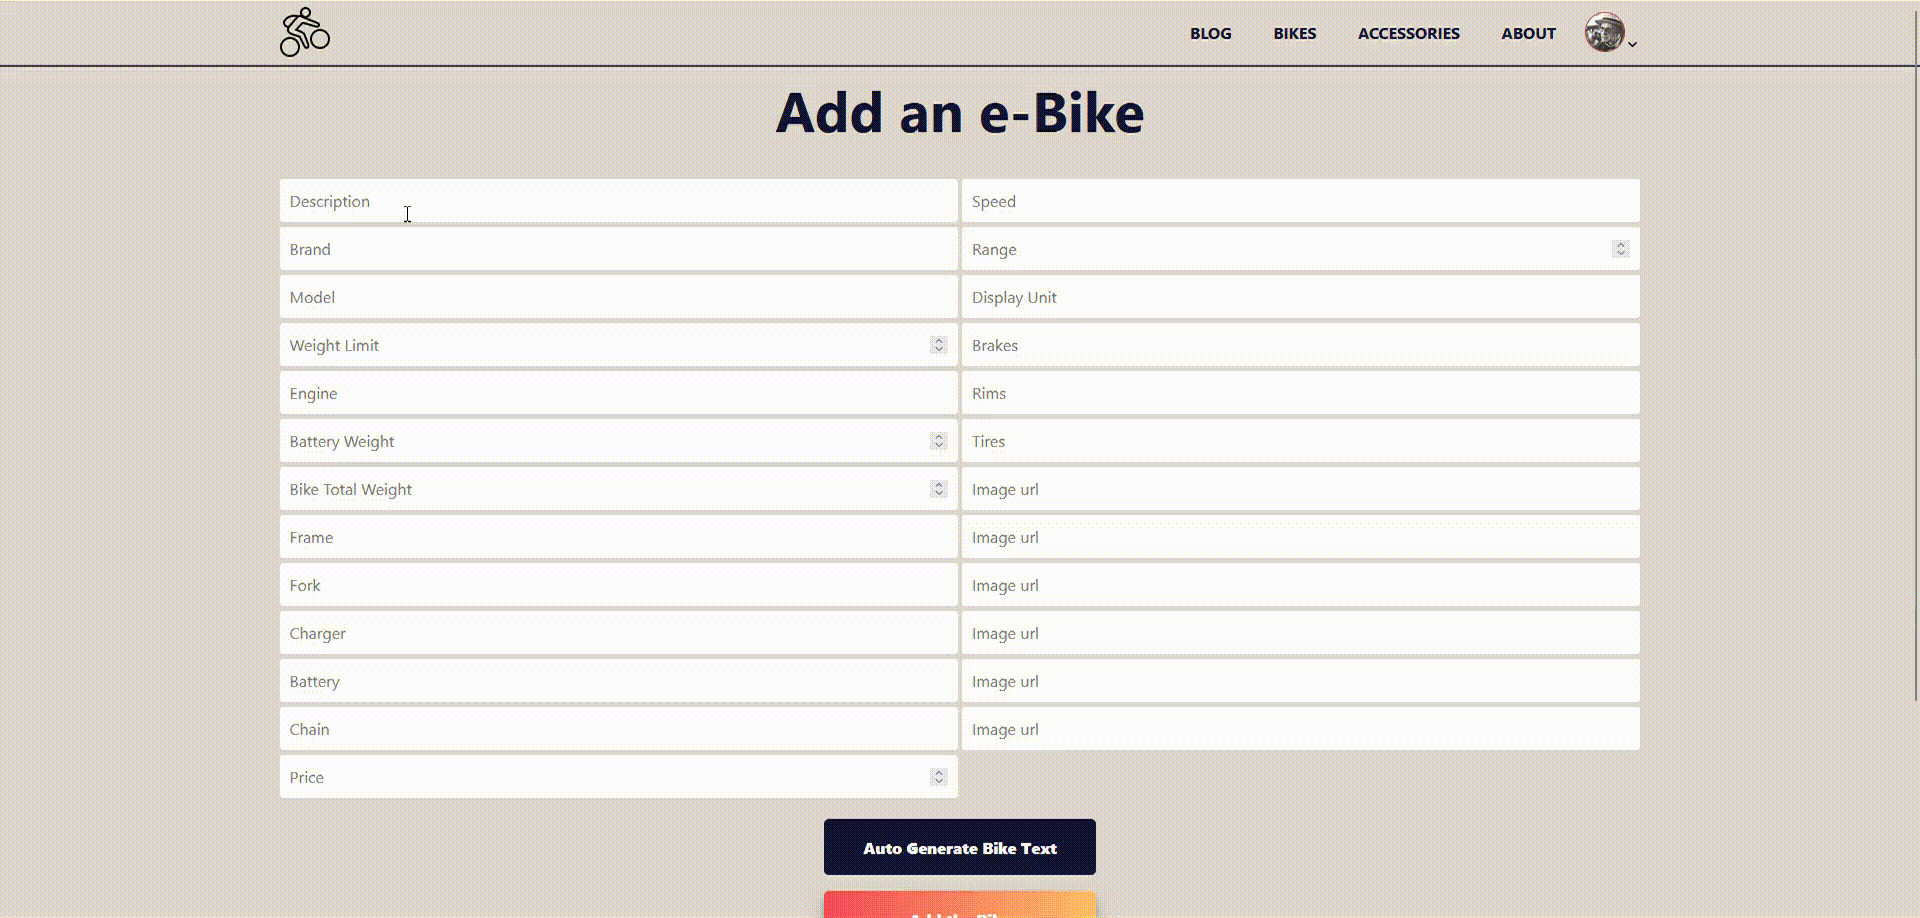 BLOG BIKES ACCESSORIES ABOUT
Add an e-Bike
Description
Speed
Brand
Range
Model
Display Unit
Weight Limit
Brakes
Engine
Rims
Battery Weight
Tires
Bike Total Weight
Image url
Frame
Image url
Fork
Image url
Charger
Image url
Battery
Image url
Chain
Image url
Price
Auto Generate Bike Text